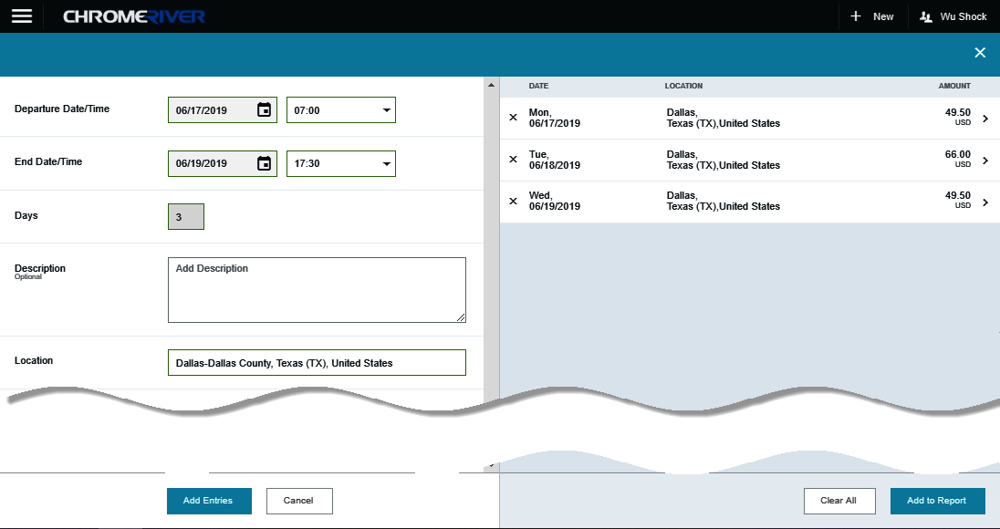 CHROMERIVER
New
Wu Shock
Departure Date/Time
06/17/2019
07:00
End Date/Time
06/19/2019
17:30
Days
3
Description
Optional
Add Description
Location
Dallas-Dallas County, Texas (TX), United States
Add Entries
Cancel
DATE LOCATION AMOUNT
Mon, Dallas, 49.50
06/17/2019 Texas (TX),United States USD
Tue, Dallas, 66.00
06/18/2019 Texas (TX),United States USD
Wed, Dallas, 49.50
06/19/2019 Texas (TX),United States USD
Clear All
Add to Report